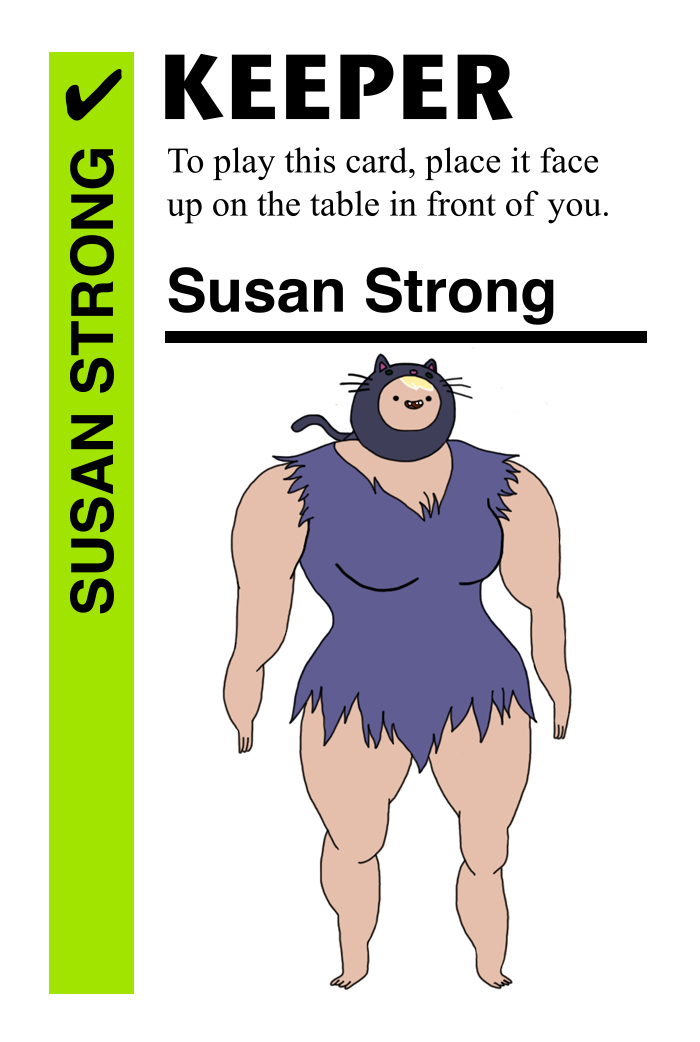 KEEPER
To play this card, place it face
up on the table in front of you.
Susan Strong
SUSAN STRONG ✔